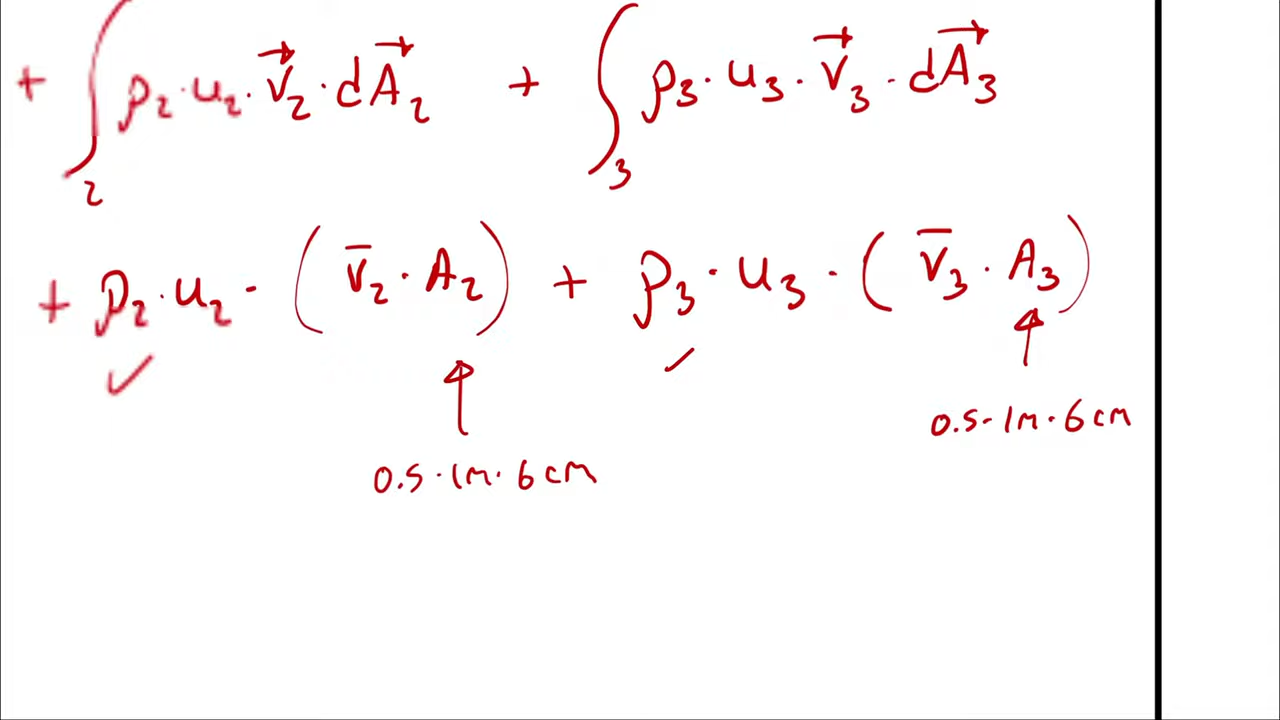 + ∫₂ ρ₂ · u₂ · v⃗₂ · dA⃗₂ + ∫₃ ρ₃ · u₃ · v⃗₃ · dA⃗₃
+ ρ₂ · u₂ · (v̅₂ · A₂) + ρ₃ · u₃ · (v̅₃ · A₃)
✓ ↑ ✓ ↑
0.5 · 1m · 6cm
0.5 · 1m · 6cm